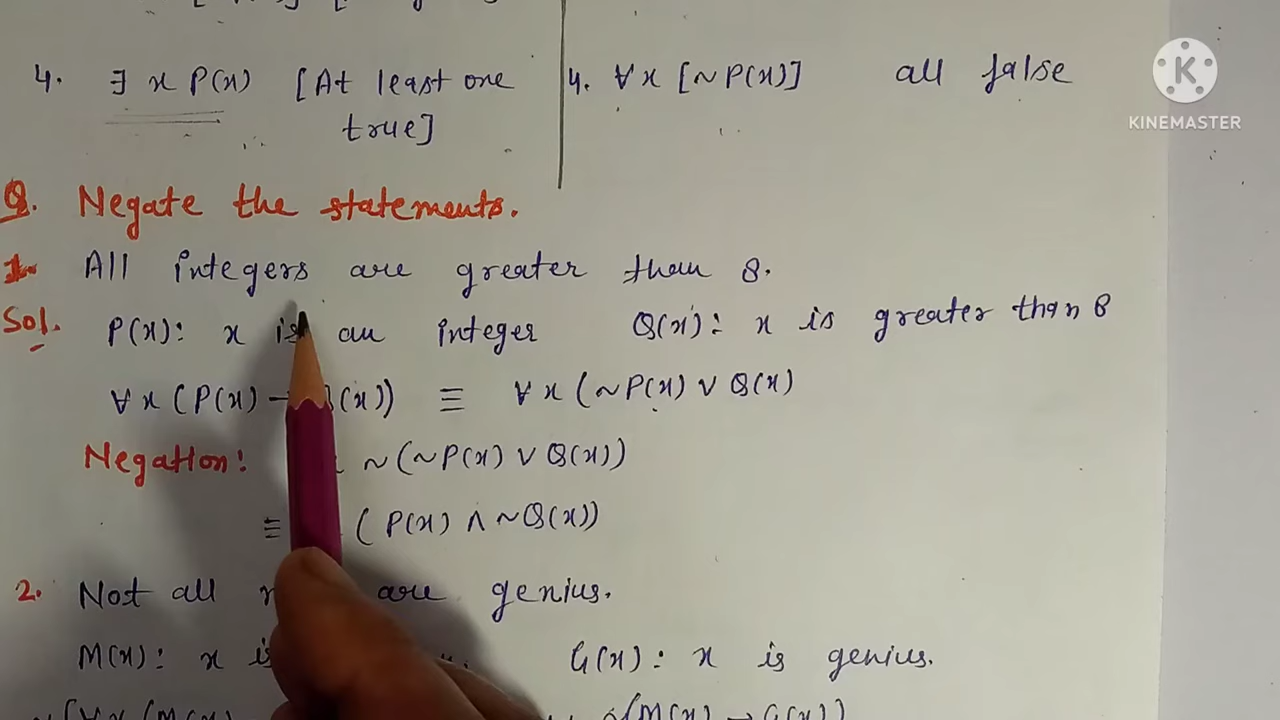 4. ∃ x P(x) [At least one true]
4. ∀x [~P(x)] all false
KINEMASTER
Q. Negate the statements.
1. All integers are greater than 8.
Sol. P(x): x is an integer Q(x): x is greater than 8
∀x (P(x) (x)) ≡ ∀x (~P(x) ∨ Q(x))
Negation: ~(~P(x) ∨ Q(x))
≡ (P(x) ∧ ~Q(x))
2. Not all are genius.
M(x): x is G(x): x is genius.
~(∀x (M(x) ~(M(x) → G(x))